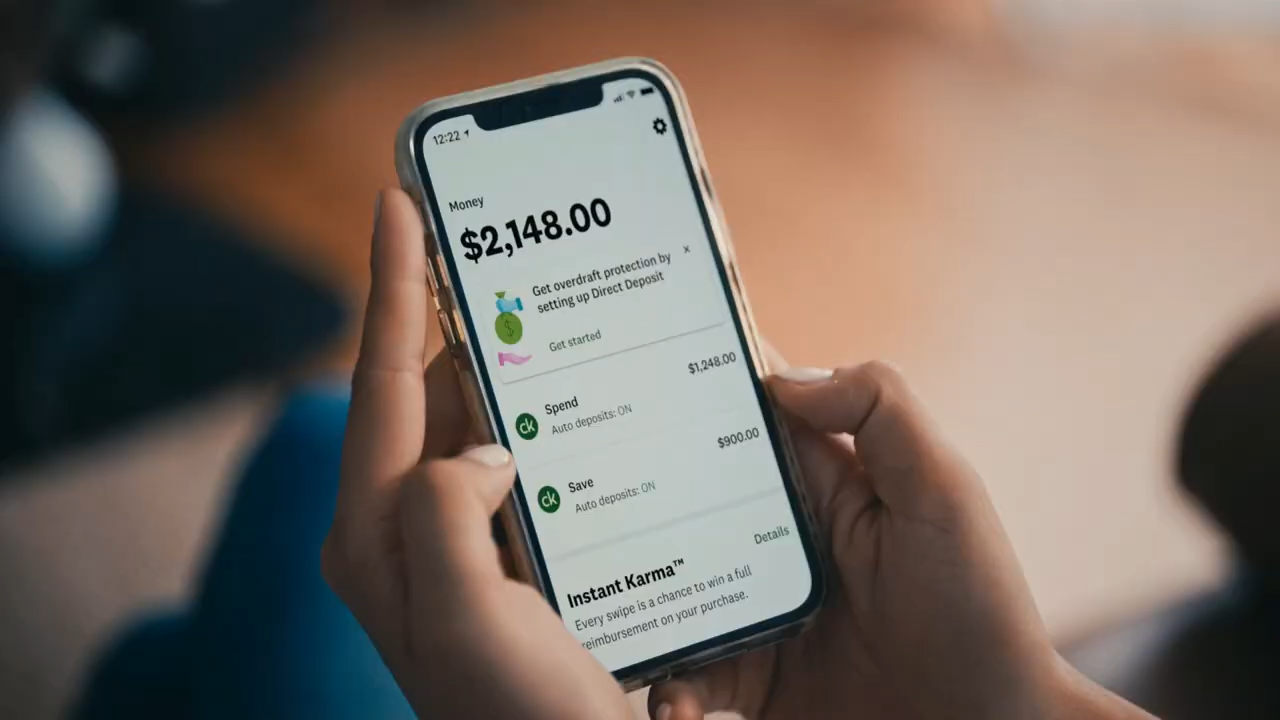 12:22
Money
$2,148.00
Get overdraft protection by
setting up Direct Deposit
Get started
$1,248.00
ck
Spend
Auto deposits: ON
$900.00
ck
Save
Auto deposits: ON
Details
Instant Karma™
Every swipe is a chance to win a full
reimbursement on your purchase.